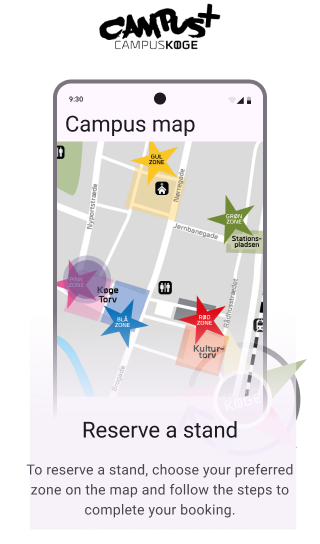 CAMPUS+
CAMPUSKØGE
9:30
Campus map
GUL
ZONE
Nørregade
Nyportstræde
GRØN
ZONE
Jernbanegade
Stations-
pladsen
PINK
ZONE
Køge
Torv
BLÅ
ZONE
RØD
ZONE
Rådhusstrædet
Kultur-
torv
Brogade
KØGE
Reserve a stand
To reserve a stand, choose your preferred
zone on the map and follow the steps to
complete your booking.